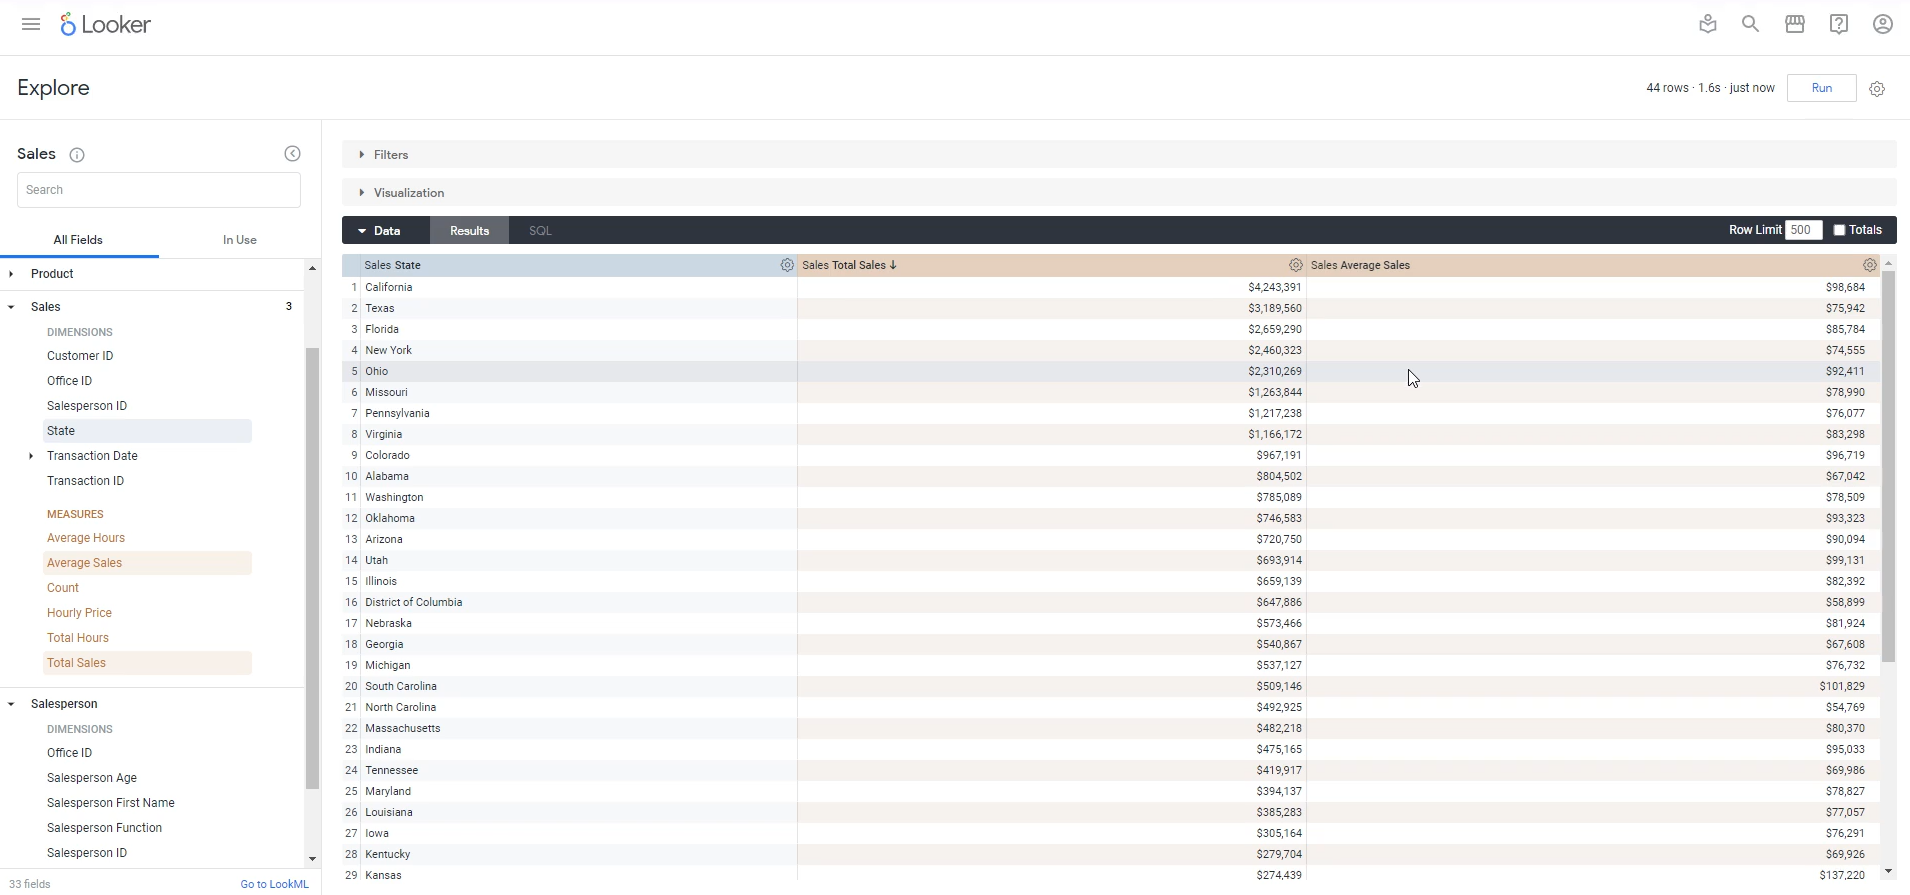 Looker
Explore
44 rows · 1.6s · just now Run
Sales
Search
All Fields In Use
Product
Sales 3
DIMENSIONS
Customer ID
Office ID
Salesperson ID
State
Transaction Date
Transaction ID
MEASURES
Average Hours
Average Sales
Count
Hourly Price
Total Hours
Total Sales
Salesperson
DIMENSIONS
Office ID
Salesperson Age
Salesperson First Name
Salesperson Function
Salesperson ID
33 fields Go to LookML
Filters
Visualization
Data Results SQL Row Limit 500 Totals
Sales State Sales Total Sales ↓ Sales Average Sales
1 California $4,243,391 $98,684
2 Texas $3,189,560 $75,942
3 Florida $2,659,290 $85,784
4 New York $2,460,323 $74,555
5 Ohio $2,310,269 $92,411
6 Missouri $1,263,844 $78,990
7 Pennsylvania $1,217,238 $76,077
8 Virginia $1,166,172 $83,298
9 Colorado $967,191 $96,719
10 Alabama $804,502 $67,042
11 Washington $785,089 $78,509
12 Oklahoma $746,583 $93,323
13 Arizona $720,750 $90,094
14 Utah $693,914 $99,131
15 Illinois $659,139 $82,392
16 District of Columbia $647,886 $58,899
17 Nebraska $573,466 $81,924
18 Georgia $540,867 $67,608
19 Michigan $537,127 $76,732
20 South Carolina $509,146 $101,829
21 North Carolina $492,925 $54,769
22 Massachusetts $482,218 $80,370
23 Indiana $475,165 $95,033
24 Tennessee $419,917 $69,986
25 Maryland $394,137 $78,827
26 Louisiana $385,283 $77,057
27 Iowa $305,164 $76,291
28 Kentucky $279,704 $69,926
29 Kansas $274,439 $137,220